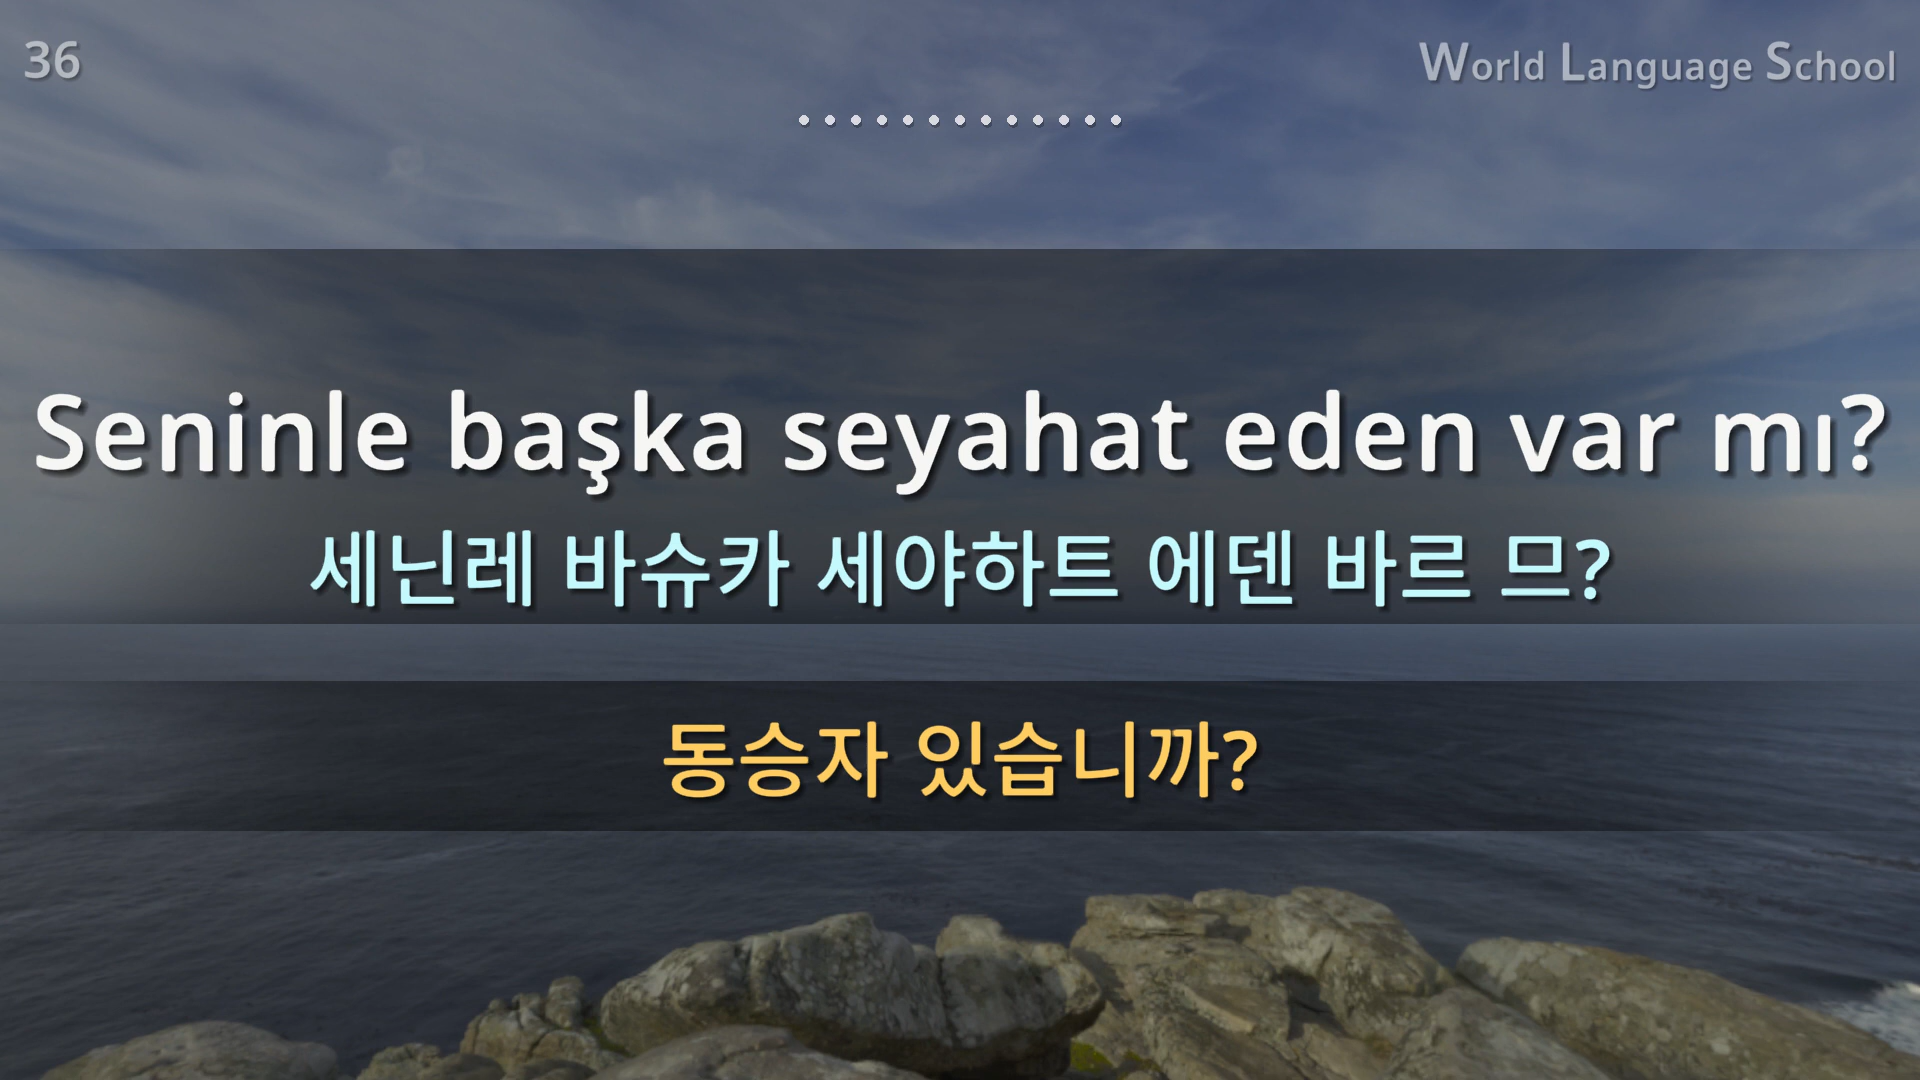 36
World Language School
Seninle başka seyahat eden var mı?
세닌레 바슈카 세야하트 에덴 바르 므?
동승자 있습니까?